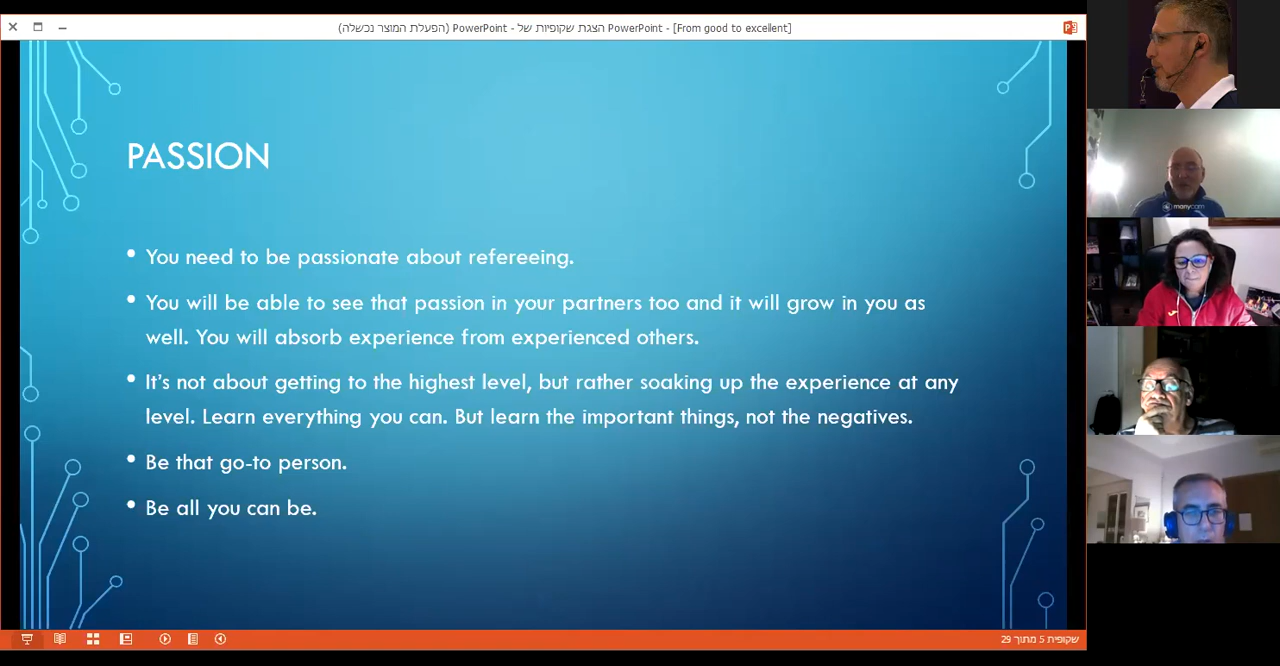 (הפעלת המוצר נכשלה) PowerPoint - הצגת שקופיות של PowerPoint - [From good to excellent]
PASSION
• You need to be passionate about refereeing.
• You will be able to see that passion in your partners too and it will grow in you as
well. You will absorb experience from experienced others.
• It's not about getting to the highest level, but rather soaking up the experience at any
level. Learn everything you can. But learn the important things, not the negatives.
• Be that go-to person.
• Be all you can be.
שקופית 5 מתוך 29
manycam